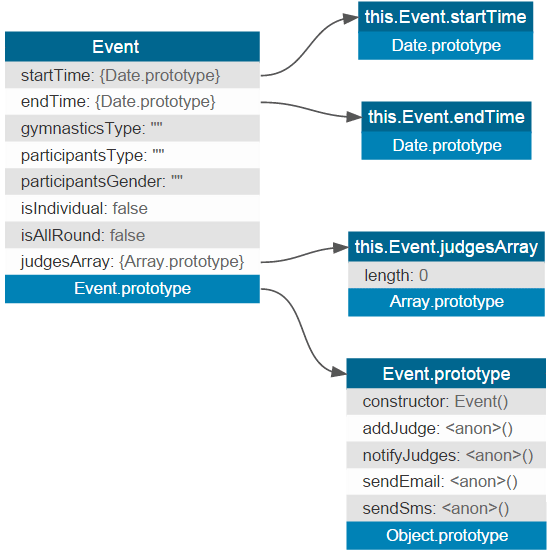 Event
startTime: {Date.prototype}
endTime: {Date.prototype}
gymnasticsType: ""
participantsType: ""
participantsGender: ""
isIndividual: false
isAllRound: false
judgesArray: {Array.prototype}
Event.prototype
this.Event.startTime
Date.prototype
this.Event.endTime
Date.prototype
this.Event.judgesArray
length: 0
Array.prototype
Event.prototype
constructor: Event()
addJudge: <anon>()
notifyJudges: <anon>()
sendEmail: <anon>()
sendSms: <anon>()
Object.prototype